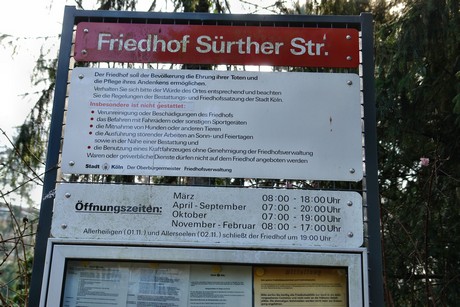 Friedhof Sürther Str.
Der Friedhof soll der Bevölkerung die Ehrung ihrer Toten und
die Pflege ihres Andenkens ermöglichen.
Verhalten Sie sich bitte der Würde des Ortes entsprechend und beachten
Sie die Regelungen der Bestattungs- und Friedhofssatzung der Stadt Köln.
Insbesondere ist nicht gestattet:
• Verunreinigung oder Beschädigungen des Friedhofs
• das Befahren mit Fahrrädern oder sonstigen Sportgeräten
• die Mitnahme von Hunden oder anderen Tieren
• die Ausführung störender Arbeiten an Sonn- und Feiertagen
sowie in der Nähe einer Bestattung und
• die Benutzung eines Kraftfahrzeuges ohne Genehmigung der Friedhofsverwaltung
Waren oder gewerbliche Dienste dürfen nicht auf dem Friedhof angeboten werden
Stadt Köln Der Oberbürgermeister Friedhofsverwaltung
Öffnungszeiten:
März 08:00 - 18:00 Uhr
April - September 07:00 - 20:00 Uhr
Oktober 07:00 - 19:00 Uhr
November - Februar 08:00 - 17:00 Uhr
Allerheiligen (01.11.) und Allerseelen (02.11.) schließt der Friedhof um 19:00 Uhr